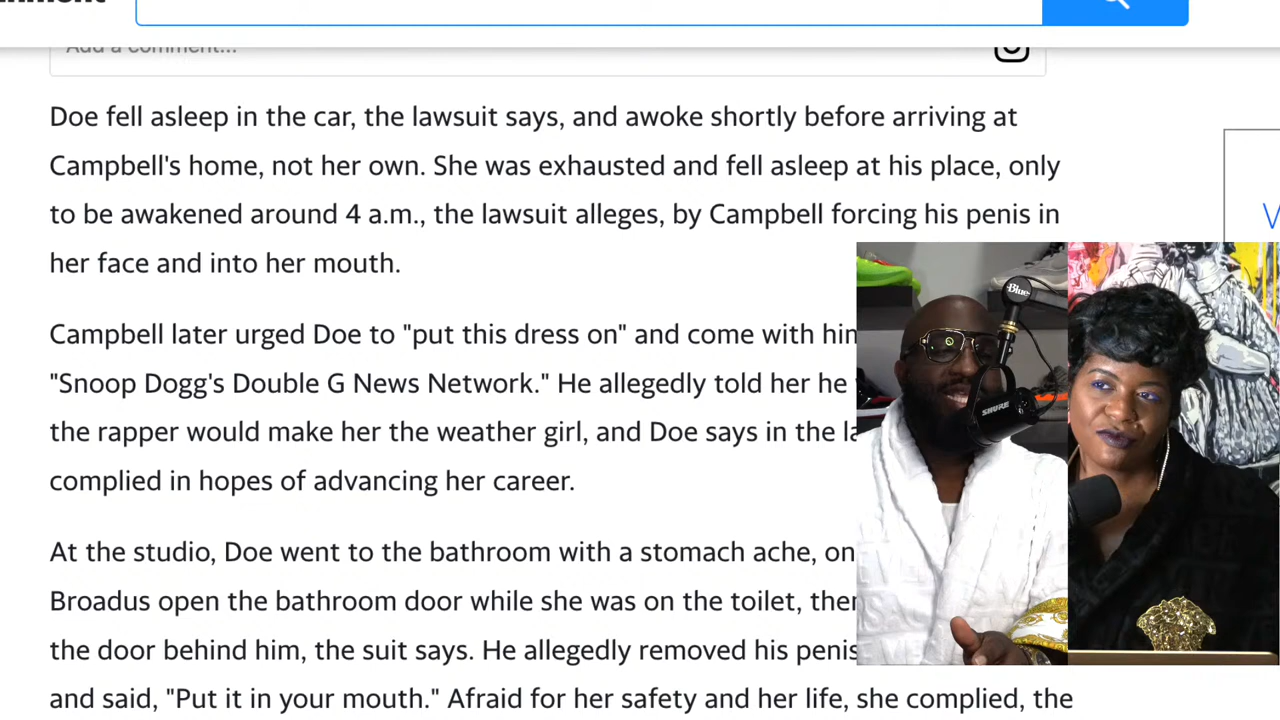 Add a comment...
Doe fell asleep in the car, the lawsuit says, and awoke shortly before arriving at
Campbell's home, not her own. She was exhausted and fell asleep at his place, only
to be awakened around 4 a.m., the lawsuit alleges, by Campbell forcing his penis in
her face and into her mouth.
Campbell later urged Doe to "put this dress on" and come with
"Snoop Dogg's Double G News Network." He allegedly told her he
the rapper would make her the weather girl, and Doe says in the
complied in hopes of advancing her career.
At the studio, Doe went to the bathroom with a stomach ache,
Broadus open the bathroom door while she was on the toilet,
the door behind him, the suit says. He allegedly removed his penis
and said, "Put it in your mouth." Afraid for her safety and her life, she complied, the
Blue
SHURE